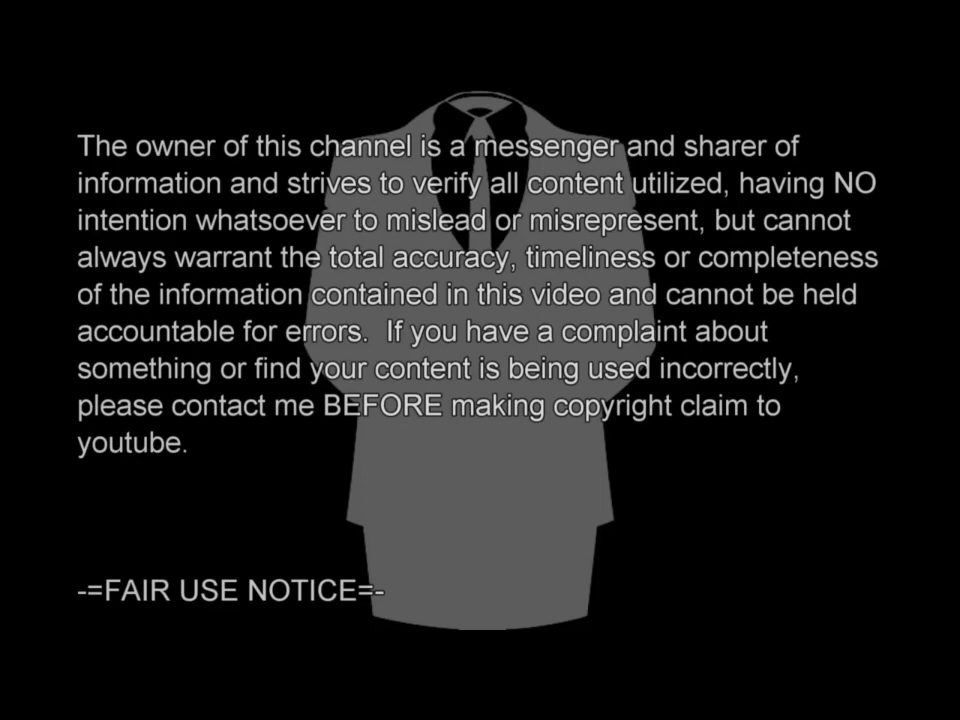 The owner of this channel is a messenger and sharer of
information and strives to verify all content utilized, having NO
intention whatsoever to mislead or misrepresent, but cannot
always warrant the total accuracy, timeliness or completeness
of the information contained in this video and cannot be held
accountable for errors.  If you have a complaint about
something or find your content is being used incorrectly,
please contact me BEFORE making copyright claim to
youtube.
-=FAIR USE NOTICE=-